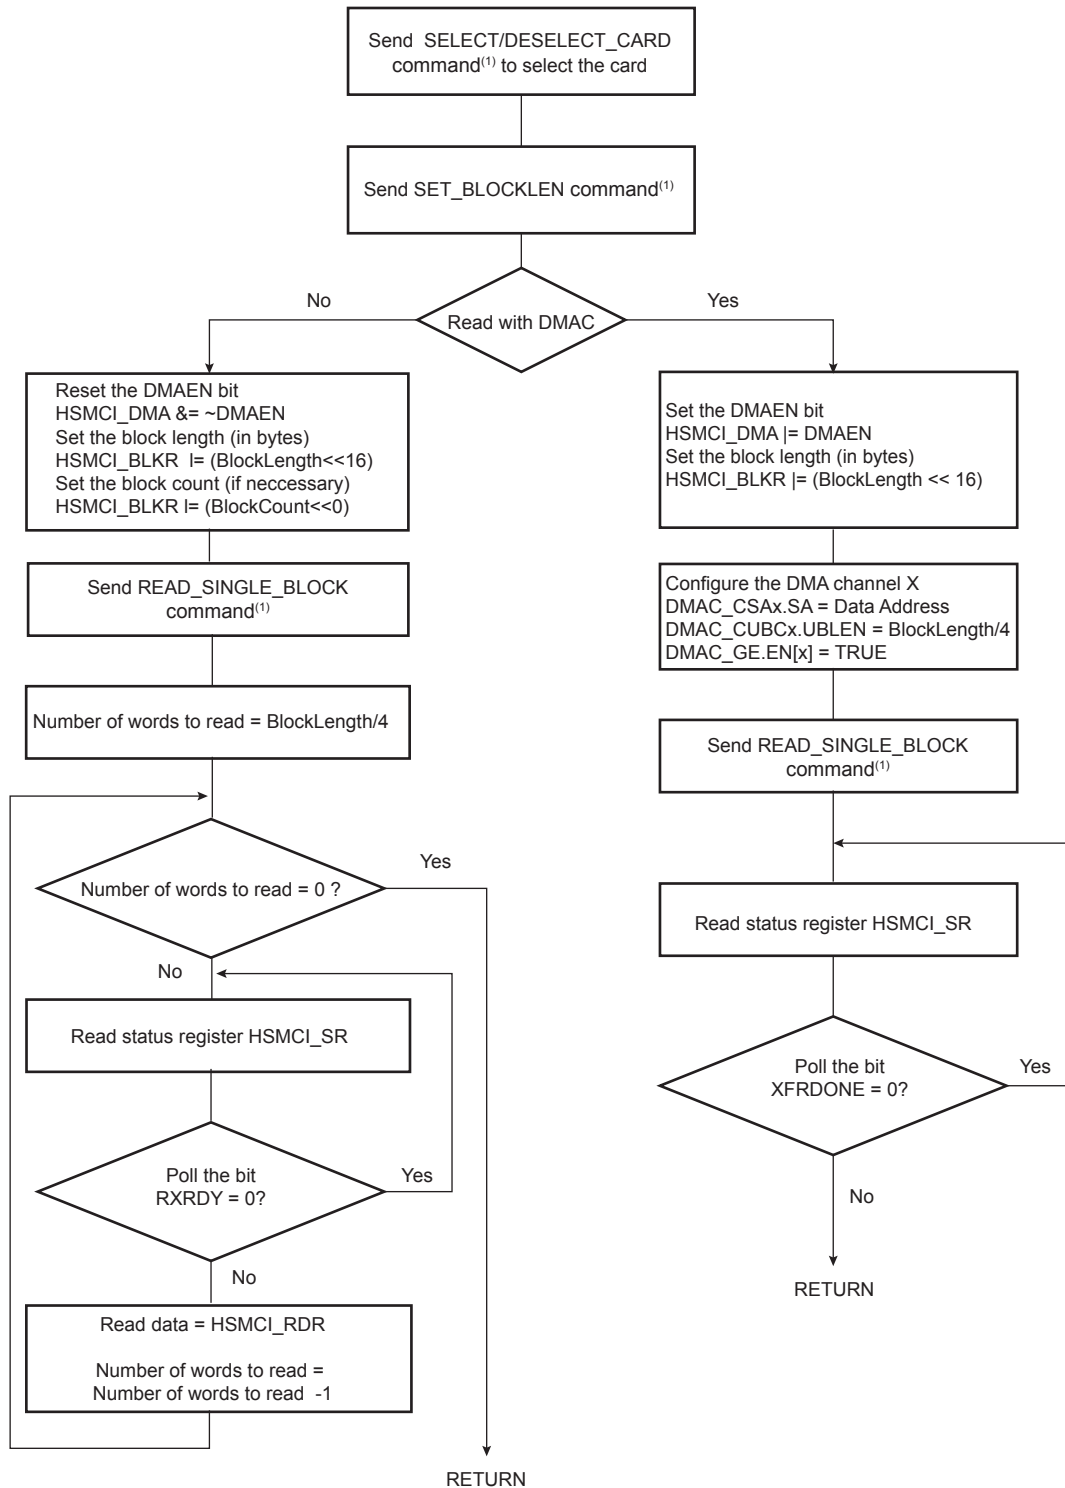 Send SELECT/DESELECT_CARD
command(1) to select the card
Send SET_BLOCKLEN command(1)
No
Yes
Read with DMAC
Reset the DMAEN bit
HSMCI_DMA &= ~DMAEN
Set the block length (in bytes)
HSMCI_BLKR l= (BlockLength<<16)
Set the block count (if neccessary)
HSMCI_BLKR l= (BlockCount<<0)
Send READ_SINGLE_BLOCK
command(1)
Number of words to read = BlockLength/4
Number of words to read = 0 ?
Yes
No
Read status register HSMCI_SR
Poll the bit
RXRDY = 0?
Yes
No
Read data = HSMCI_RDR
Number of words to read =
Number of words to read -1
RETURN
Set the DMAEN bit
HSMCI_DMA |= DMAEN
Set the block length (in bytes)
HSMCI_BLKR |= (BlockLength << 16)
Configure the DMA channel X
DMAC_CSAx.SA = Data Address
DMAC_CUBCx.UBLEN = BlockLength/4
DMAC_GE.EN[x] = TRUE
Send READ_SINGLE_BLOCK
command(1)
Read status register HSMCI_SR
Poll the bit
XFRDONE = 0?
Yes
No
RETURN